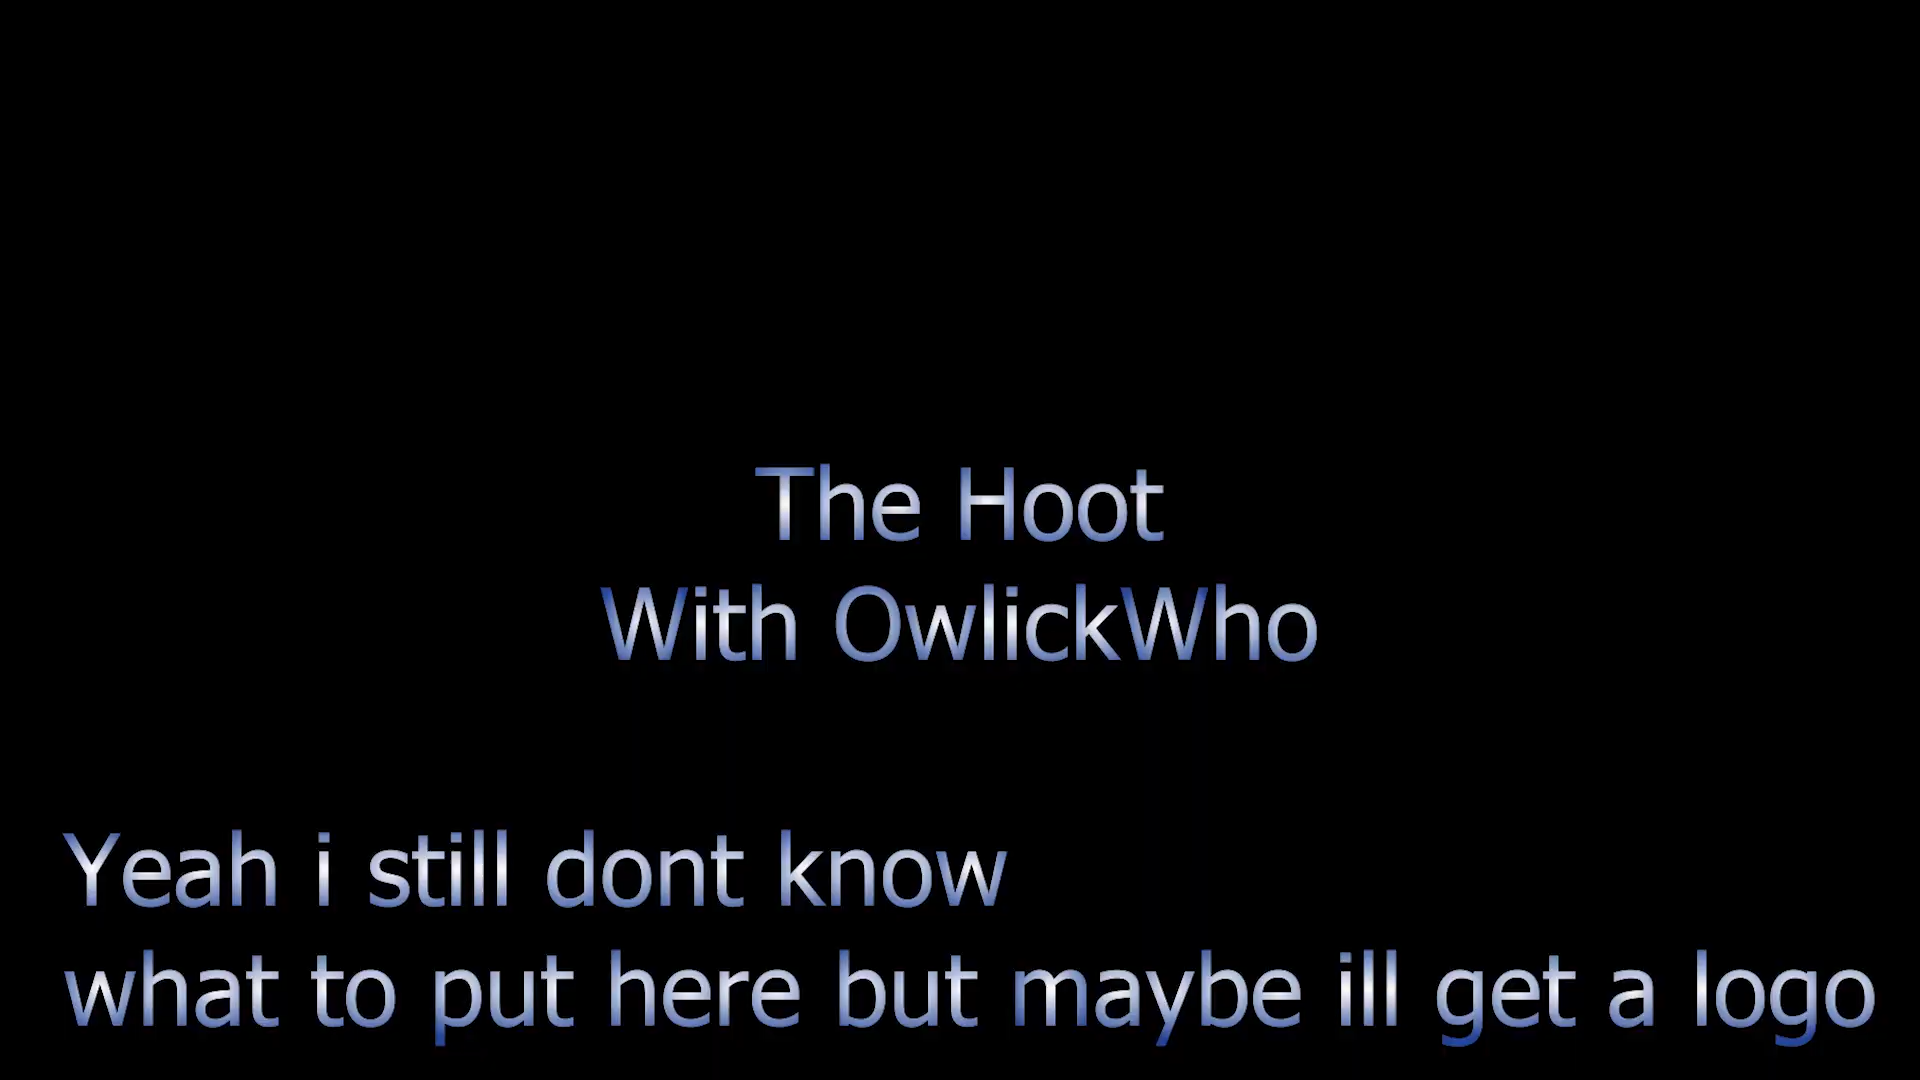 The Hoot
With OwlickWho
Yeah i still dont know
what to put here but maybe ill get a logo